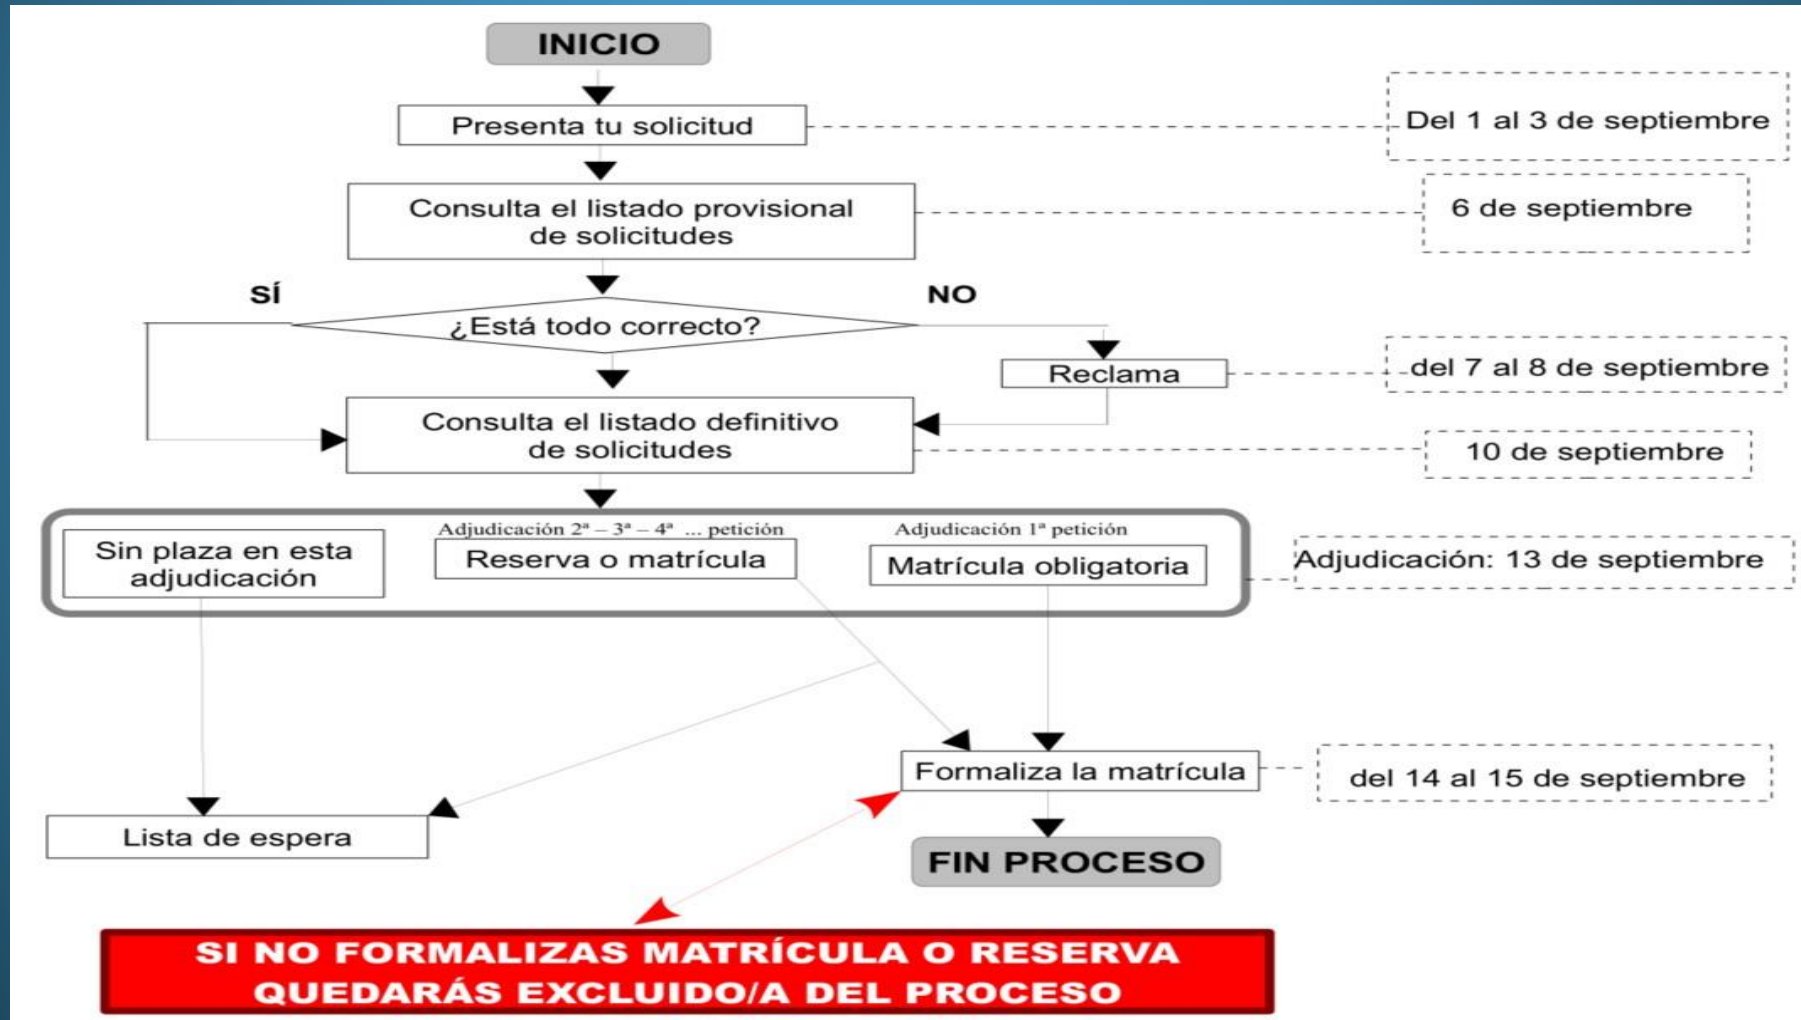 INICIO
Presenta tu solicitud
Del 1 al 3 de septiembre
Consulta el listado provisional
de solicitudes
6 de septiembre
SÍ
NO
¿Está todo correcto?
Reclama
del 7 al 8 de septiembre
Consulta el listado definitivo
de solicitudes
10 de septiembre
Sin plaza en esta
adjudicación
Adjudicación 2ª – 3ª – 4ª ... petición
Reserva o matrícula
Adjudicación 1ª petición
Matrícula obligatoria
Adjudicación: 13 de septiembre
Formaliza la matrícula
del 14 al 15 de septiembre
Lista de espera
FIN PROCESO
SI NO FORMALIZAS MATRÍCULA O RESERVA
QUEDARÁS EXCLUIDO/A DEL PROCESO